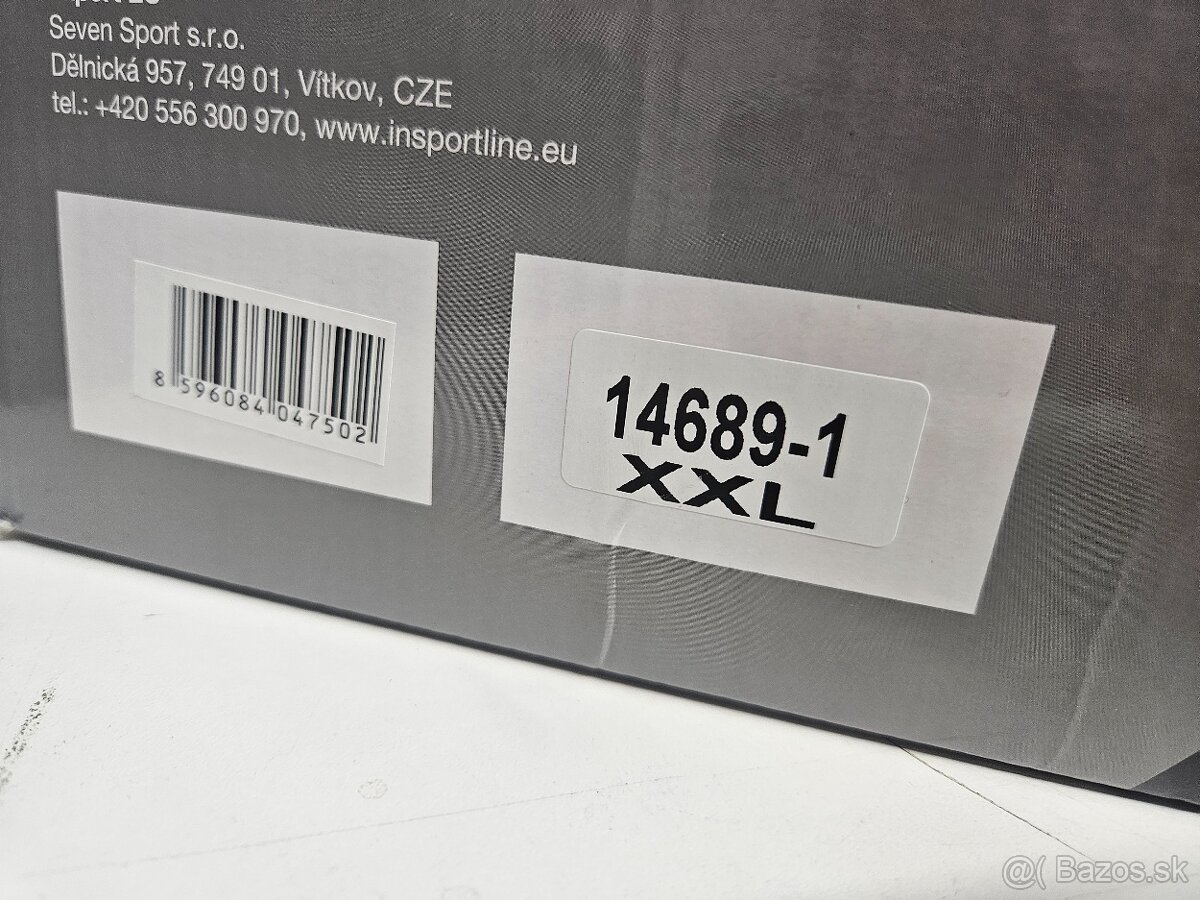 Seven Sport s.r.o.
Dělnická 957, 749 01, Vítkov, CZE
tel.: +420 556 300 970, www.insportline.eu
8 596084 047502
14689-1
XXL
@( Bazos.sk